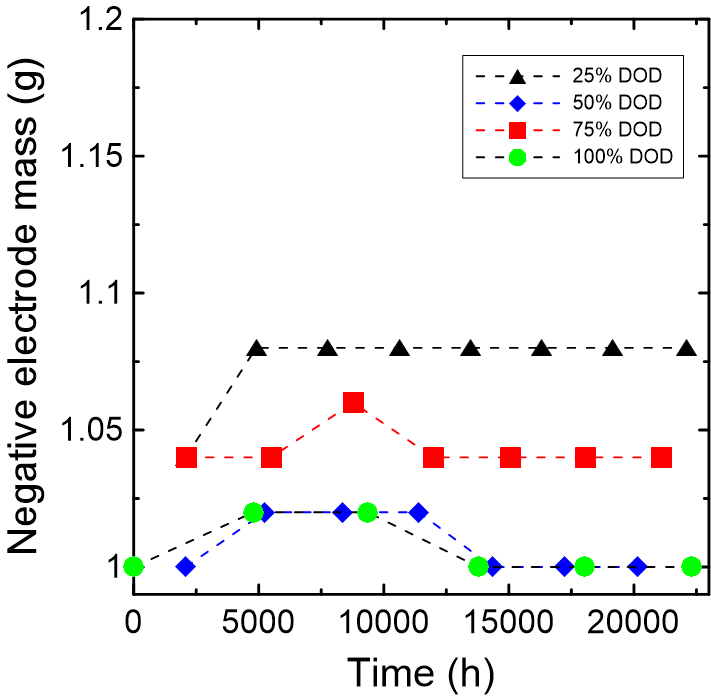 1.2
1.15
1.1
1.05
1
Negative electrode mass (g)
25% DOD
50% DOD
75% DOD
100% DOD
0 5000 10000 15000 20000
Time (h)